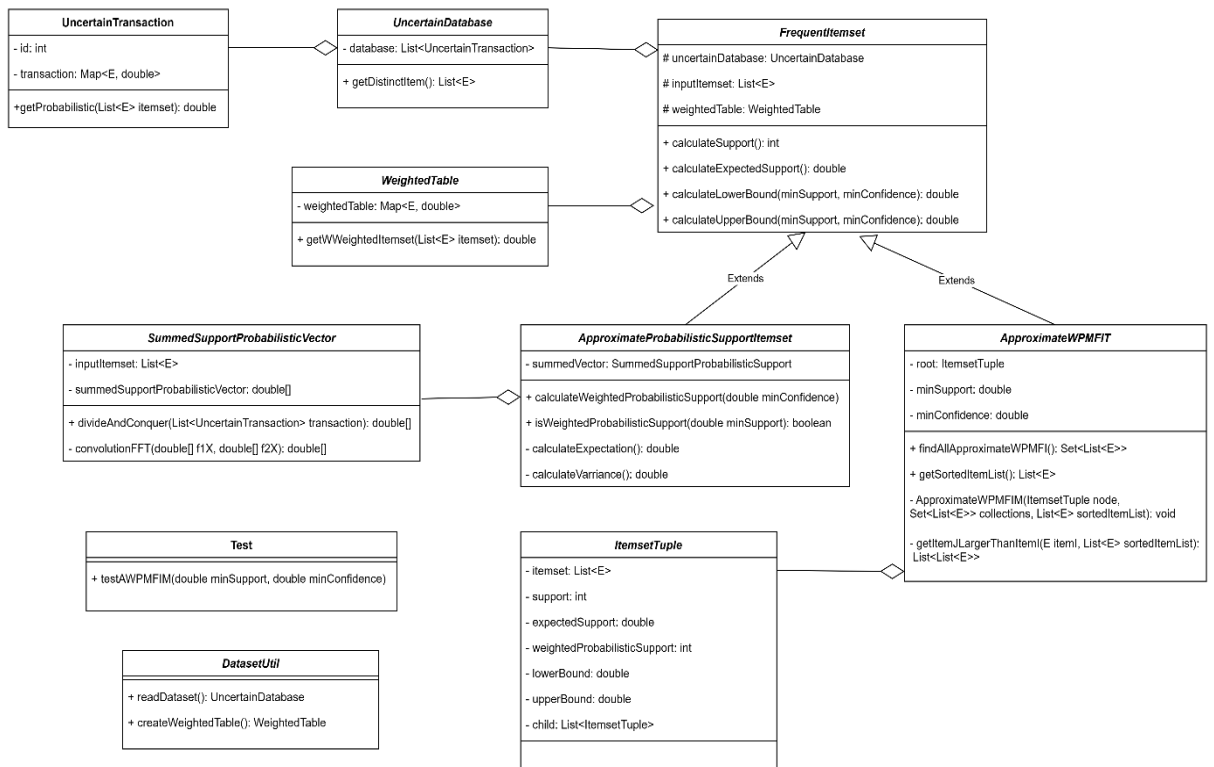 UncertainTransaction
- id: int
- transaction: Map<E, double>
+getProbabilistic(List<E> itemset): double
UncertainDatabase
- database: List<UncertainTransaction>
+ getDistinctItem(): List<E>
FrequentItemset
# uncertainDatabase: UncertainDatabase
# inputItemset: List<E>
# weightedTable: WeightedTable
+ calculateSupport(): int
+ calculateExpectedSupport(): double
+ calculateLowerBound(minSupport, minConfidence): double
+ calculateUpperBound(minSupport, minConfidence): double
WeightedTable
- weightedTable: Map<E, double>
+ getWWeightedItemset(List<E> itemset): double
Extends
Extends
SummedSupportProbabilisticVector
- inputItemset: List<E>
- summedSupportProbabilisticVector: double[]
+ divideAndConquer(List<UncertainTransaction> transaction): double[]
- convolutionFFT(double[] f1X, double[] f2X): double[]
ApproximateProbabilisticSupportItemset
- summedVector: SummedSupportProbabilisticSupport
+ calculateWeightedProbabilisticSupport(double minConfidence)
+ isWeightedProbabilisticSupport(double minSupport): boolean
- calculateExpectation(): double
- calculateVarriance(): double
ApproximateWPMFIT
- root: ItemsetTuple
- minSupport: double
- minConfidence: double
+ findAllApproximateWPMFI(): Set<List<E>>
+ getSortedItemList(): List<E>
- ApproximateWPMFIM(ItemsetTuple node,
Set<List<E>> collections, List<E> sortedItemList): void
- getItemJLargerThanItemI(E itemI, List<E> sortedItemList):
List<List<E>>
Test
+ testAWPMFIM(double minSupport, double minConfidence)
ItemsetTuple
- itemset: List<E>
- support: int
- expectedSupport: double
- weightedProbabilisticSupport: int
- lowerBound: double
- upperBound: double
- child: List<ItemsetTuple>
DatasetUtil
+ readDataset(): UncertainDatabase
+ createWeightedTable(): WeightedTable